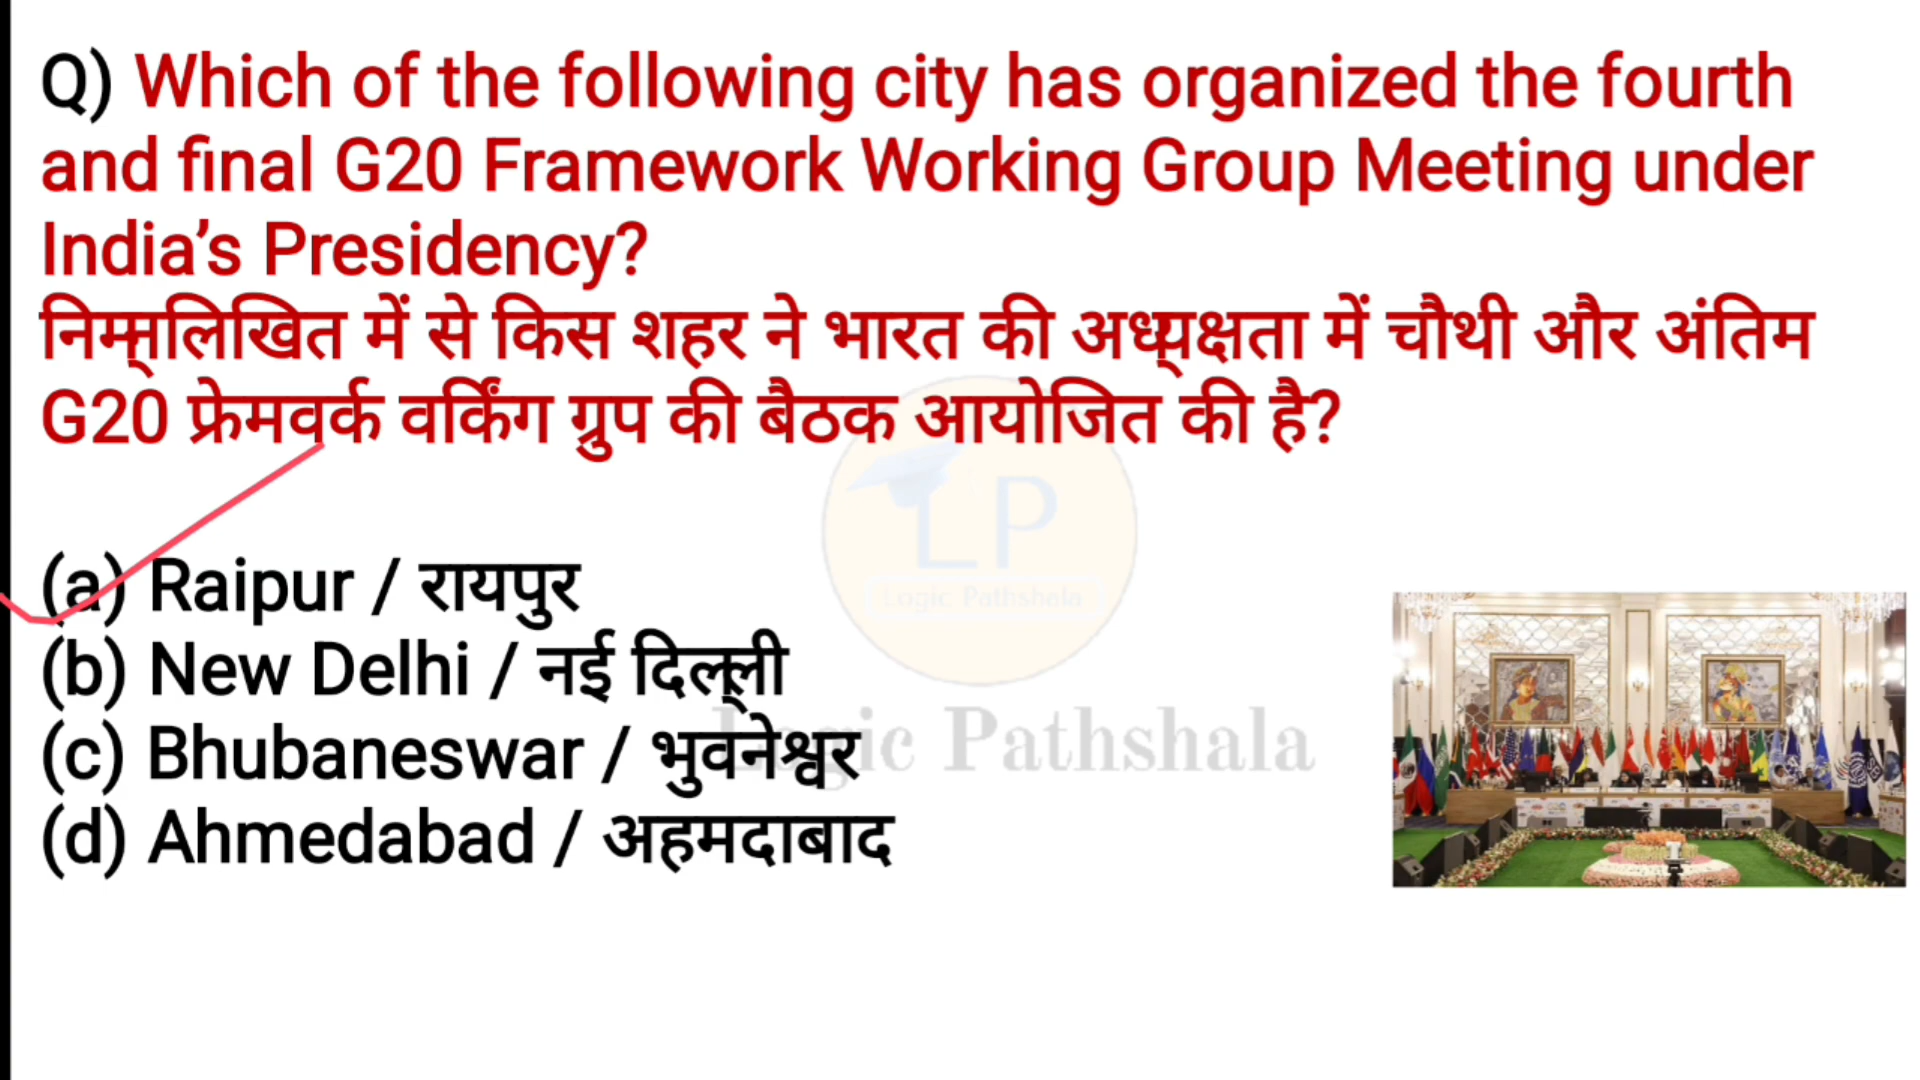 Q) Which of the following city has organized the fourth
and final G20 Framework Working Group Meeting under
India’s Presidency?
निम्नलिखित में से किस शहर ने भारत की अध्यक्षता में चौथी और अंतिम
G20 फ्रेमवर्क वर्किंग ग्रुप की बैठक आयोजित की है?
LP
Logic Pathshala
(a) Raipur / रायपुर
(b) New Delhi / नई दिल्ली
Logic Pathshala
(c) Bhubaneswar / भुवनेश्वर
(d) Ahmedabad / अहमदाबाद